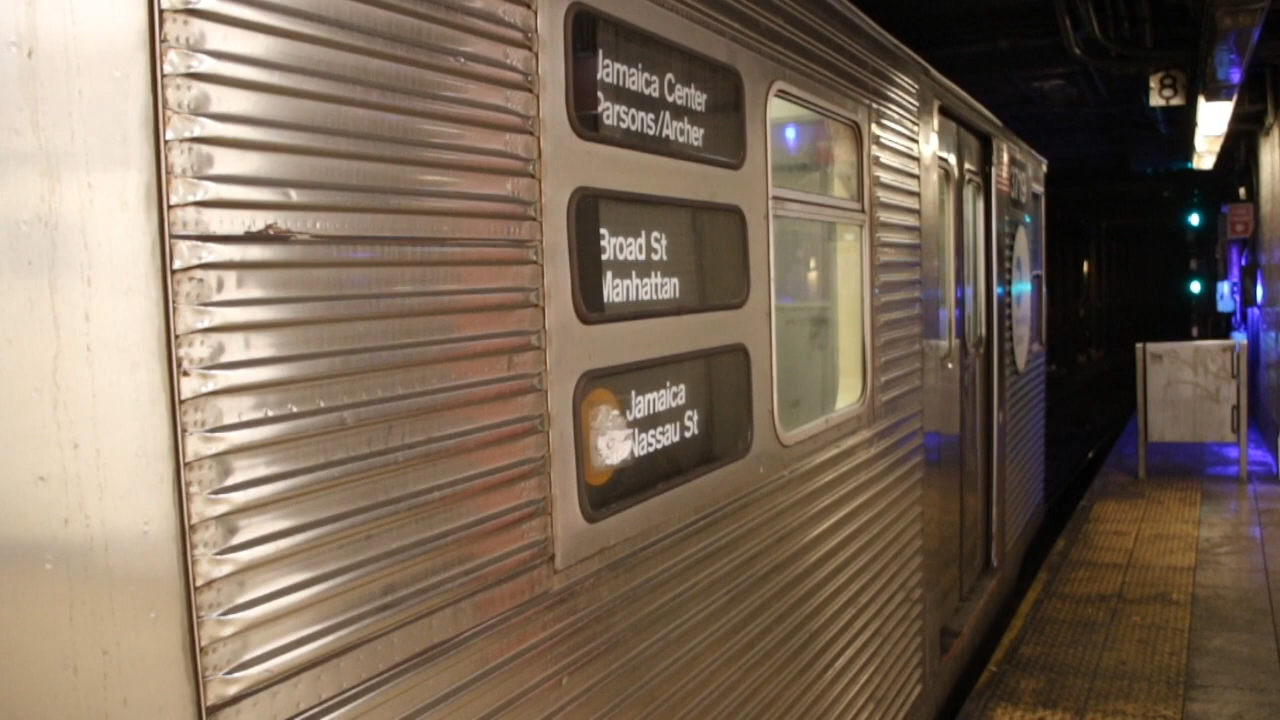 Jamaica Center
Parsons/Archer
Broad St
Manhattan
Jamaica
Nassau St
8